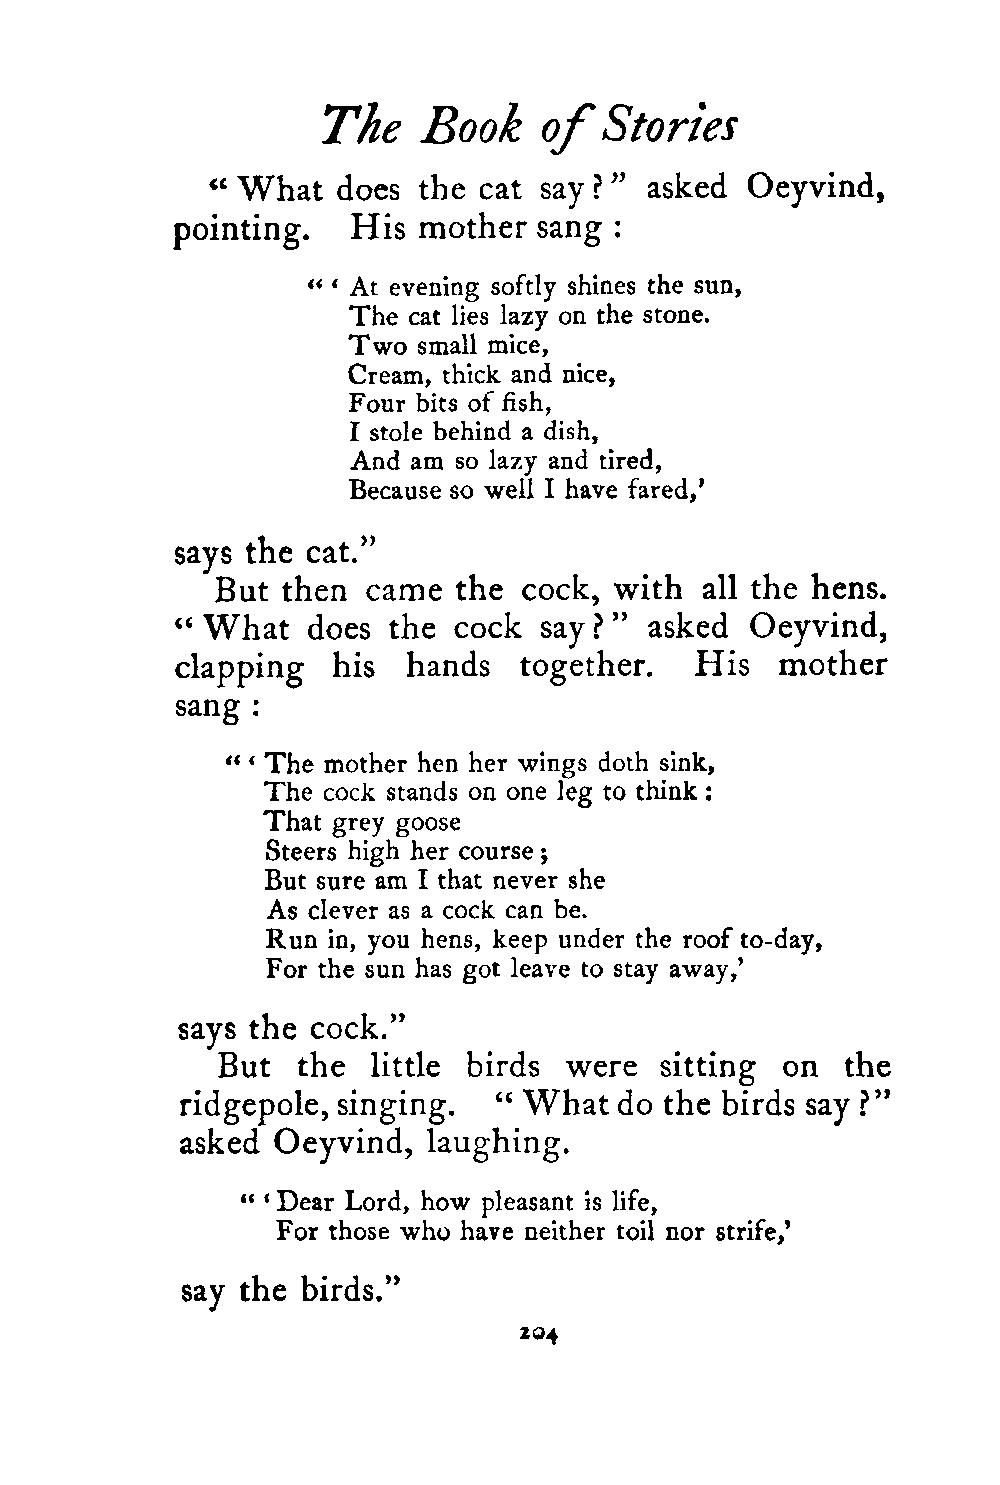 The Book of Stories
“ What does the cat say ? ” asked Oeyvind,
pointing. His mother sang :
“ ‘ At evening softly shines the sun,
The cat lies lazy on the stone.
Two small mice,
Cream, thick and nice,
Four bits of fish,
I stole behind a dish,
And am so lazy and tired,
Because so well I have fared,’
says the cat.”
But then came the cock, with all the hens.
“ What does the cock say ? ” asked Oeyvind,
clapping his hands together. His mother
sang :
“ ‘ The mother hen her wings doth sink,
The cock stands on one leg to think :
That grey goose
Steers high her course ;
But sure am I that never she
As clever as a cock can be.
Run in, you hens, keep under the roof to-day,
For the sun has got leave to stay away,’
says the cock.”
But the little birds were sitting on the
ridgepole, singing. “ What do the birds say ? ”
asked Oeyvind, laughing.
“ ‘ Dear Lord, how pleasant is life,
For those who have neither toil nor strife,’
say the birds.”
204